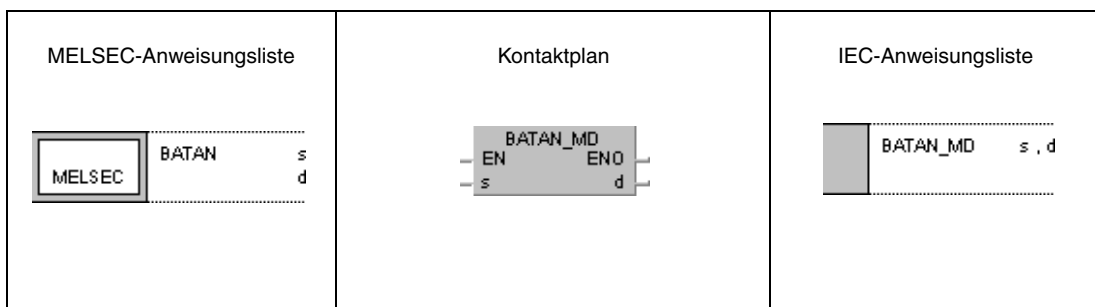 MELSEC-Anweisungsliste
MELSEC
BATAN s
d
Kontaktplan
BATAN_MD
EN ENO
s d
IEC-Anweisungsliste
BATAN_MD s , d